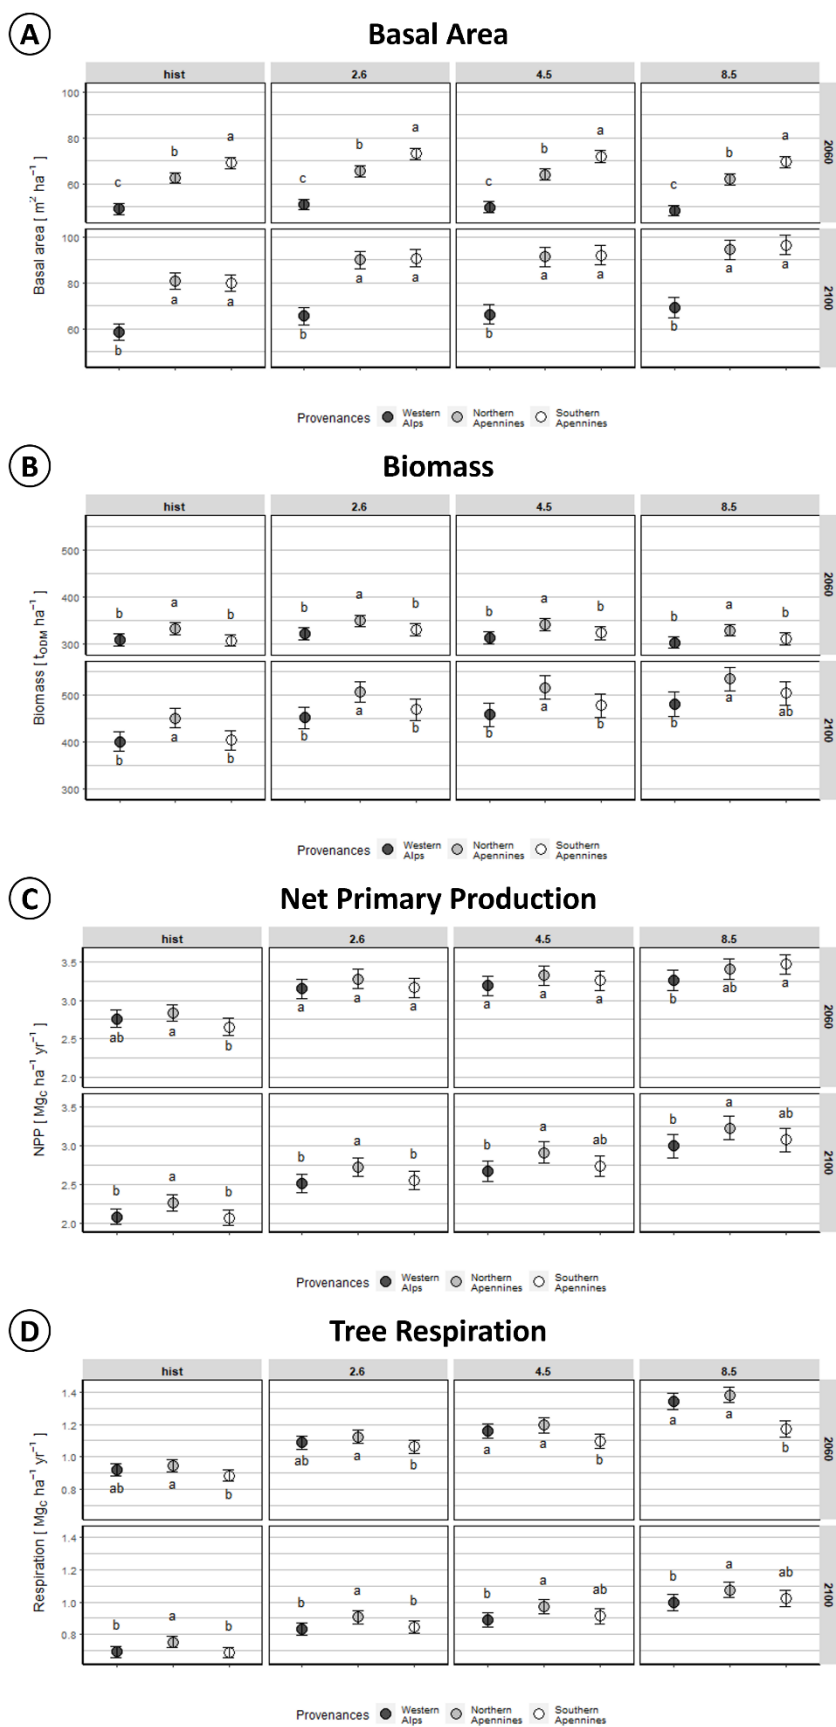 A
Basal Area
hist 2.6 4.5 8.5
Basal area [ m² ha⁻¹ ]
100
80
60
a a a a
b b b b
c c c c
2060
100
80
60
a a a a a a a a
b b b b
2100
Provenances Western Alps Northern Apennines Southern Apennines
B
Biomass
hist 2.6 4.5 8.5
Biomass [ tODM ha⁻¹ ]
500
400
300
b a b b a b b a b b a b
2060
500
400
300
b a b b a b b a b b a ab
2100
Provenances Western Alps Northern Apennines Southern Apennines
C
Net Primary Production
hist 2.6 4.5 8.5
NPP [ MgC ha⁻¹ yr⁻¹ ]
3.5
3.0
2.5
2.0
ab a b a a a a a a b ab a
2060
3.5
3.0
2.5
2.0
b a b b a b b a ab b a ab
2100
Provenances Western Alps Northern Apennines Southern Apennines
D
Tree Respiration
hist 2.6 4.5 8.5
Respiration [ MgC ha⁻¹ yr⁻¹ ]
1.4
1.2
1.0
0.8
ab a b ab a b a a b a a b
2060
1.4
1.2
1.0
0.8
b a b b a b b a ab b a ab
2100
Provenances Western Alps Northern Apennines Southern Apennines